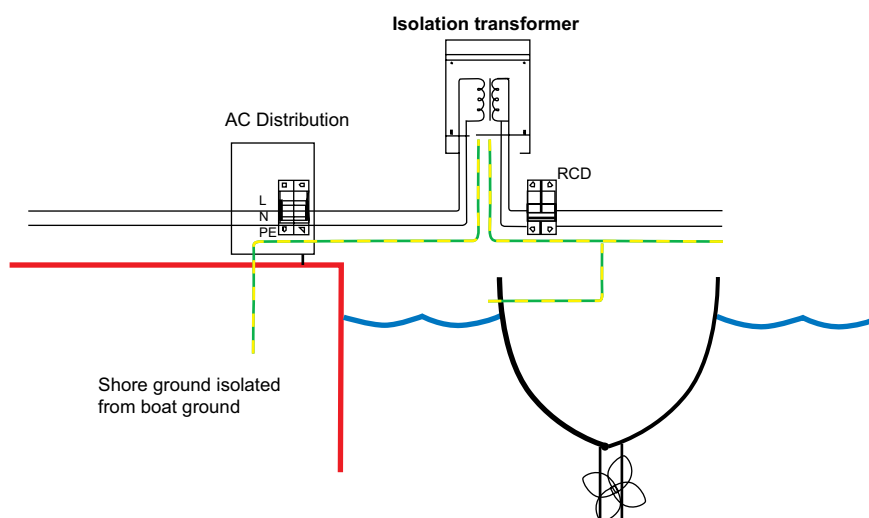 Isolation transformer
AC Distribution
RCD
L
N
PE
Shore ground isolated
from boat ground